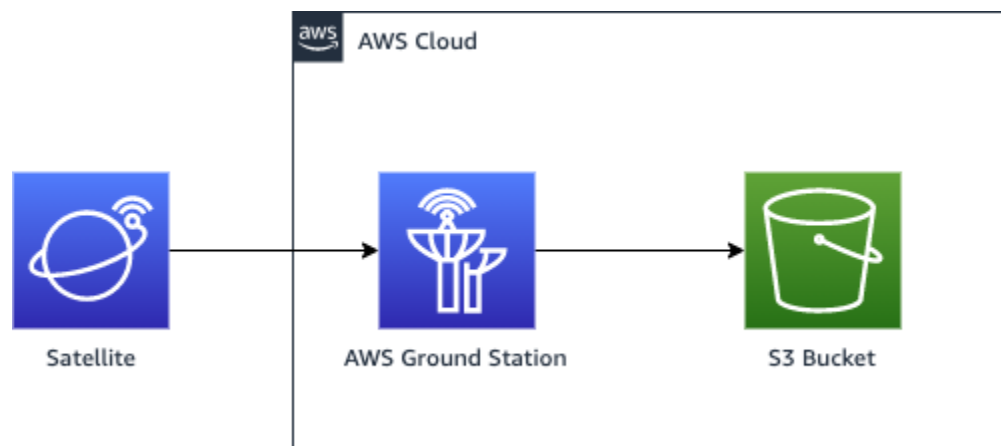 aws
AWS Cloud
Satellite
AWS Ground Station
S3 Bucket